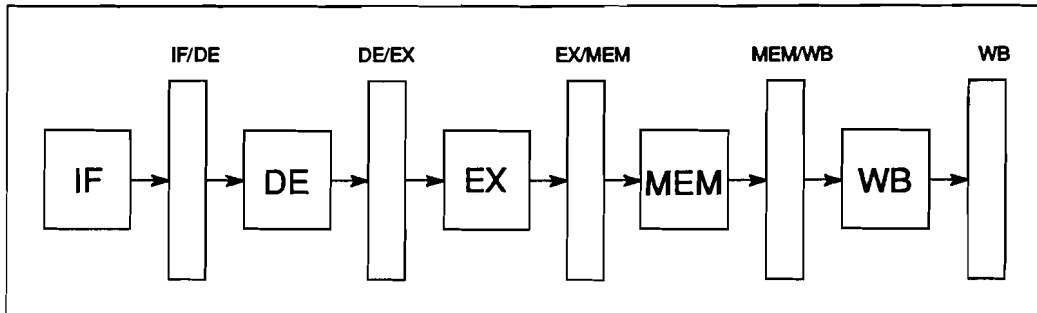 IF/DE DE/EX EX/MEM MEM/WB WB
IF DE EX MEM WB